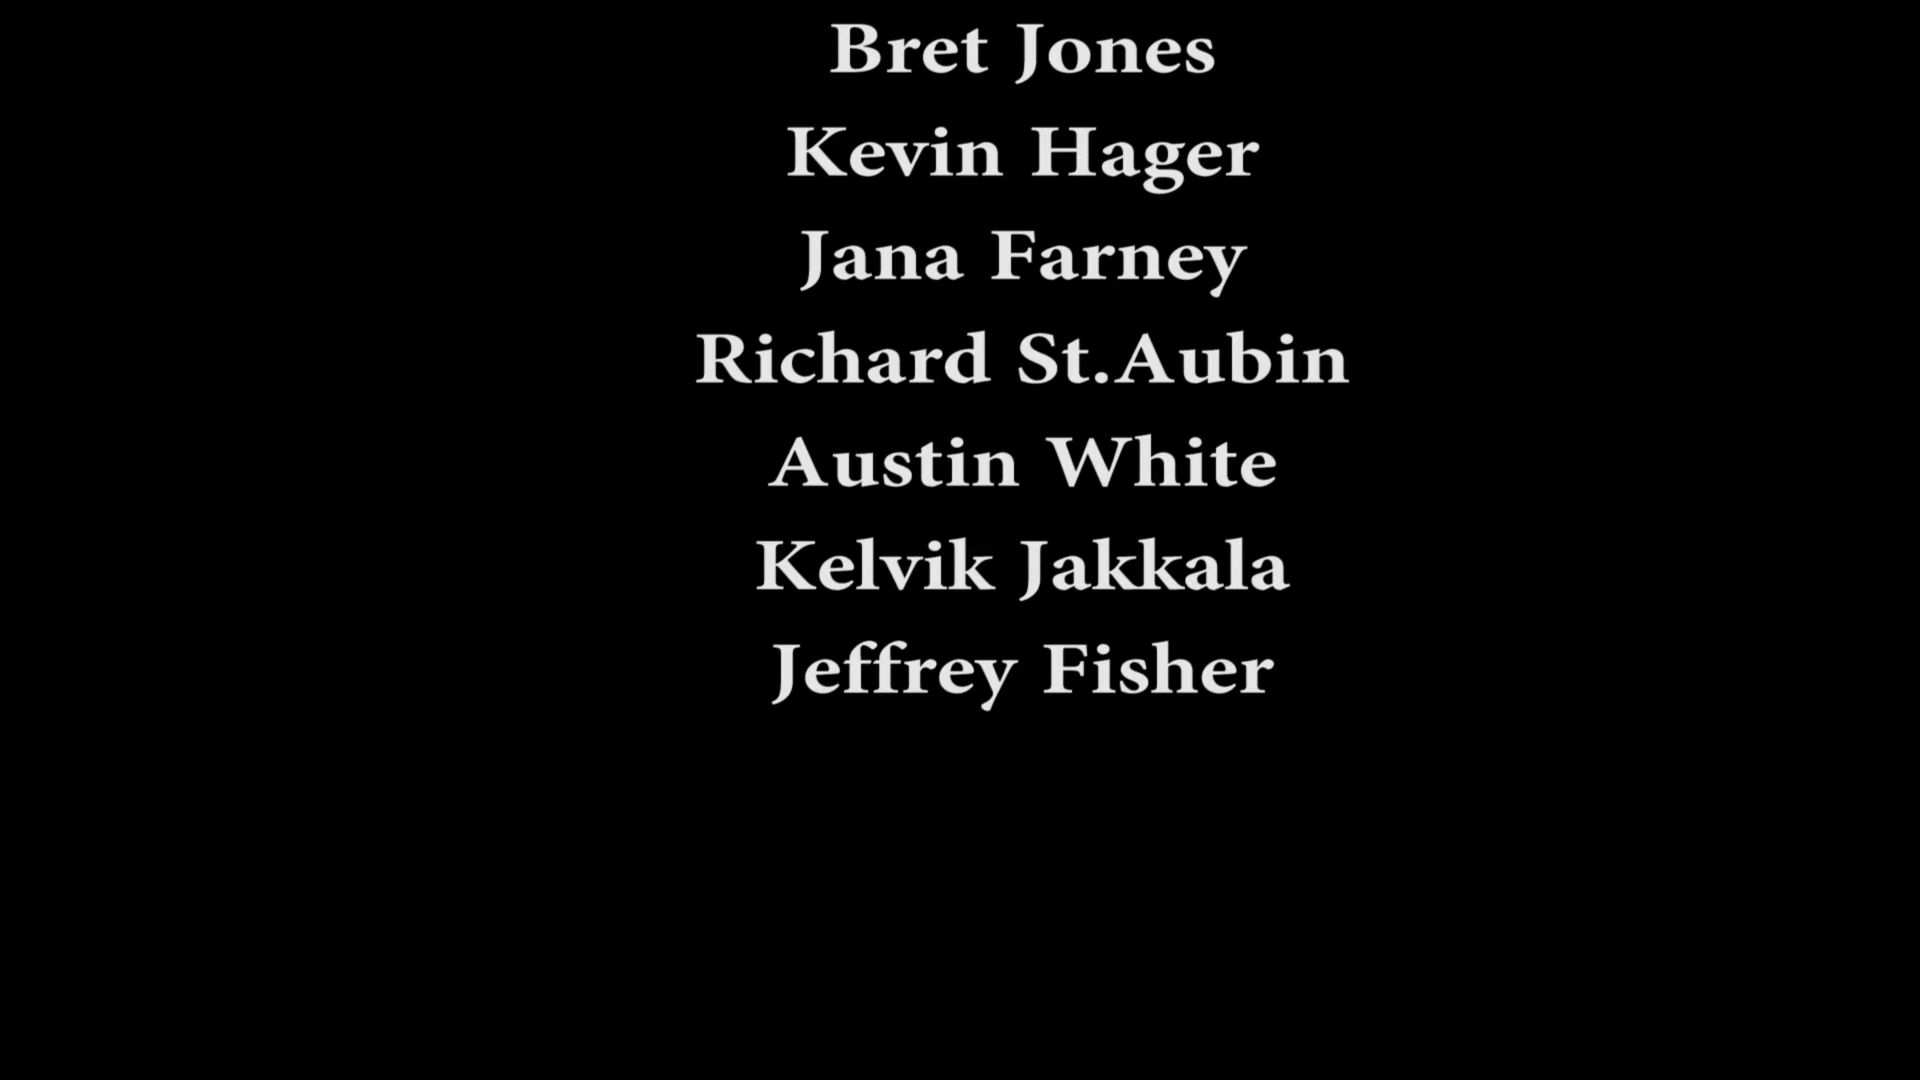 Bret Jones
Kevin Hager
Jana Farney
Richard St.Aubin
Austin White
Kelvik Jakkala
Jeffrey Fisher